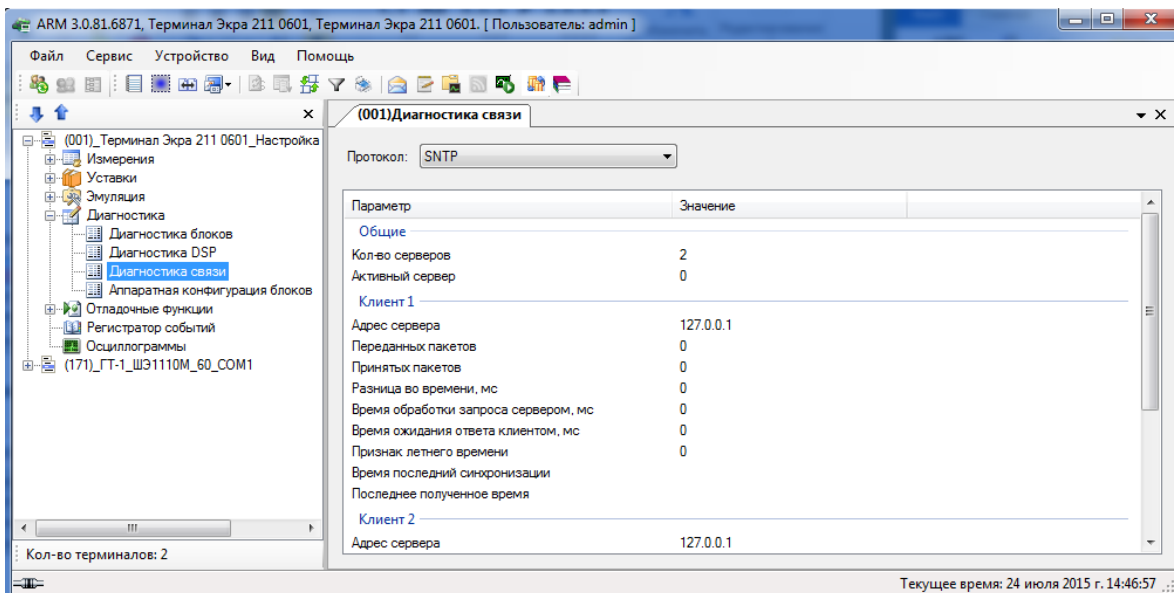 ARM 3.0.81.6871, Терминал Экра 211 0601, Терминал Экра 211 0601. [ Пользователь: admin ]
Файл Сервис Устройство Вид Помощь
(001)_Терминал Экра 211 0601_Настройка
Измерения
Уставки
Эмуляция
Диагностика
Диагностика блоков
Диагностика DSP
Диагностика связи
Аппаратная конфигурация блоков
Отладочные функции
Регистратор событий
Осциллограммы
(171)_ГТ-1_ШЭ1110М_60_COM1
Кол-во терминалов: 2
(001)Диагностика связи
Протокол: SNTP
Параметр Значение
Общие
Кол-во серверов 2
Активный сервер 0
Клиент 1
Адрес сервера 127.0.0.1
Переданных пакетов 0
Принятых пакетов 0
Разница во времени, мс 0
Время обработки запроса сервером, мс 0
Время ожидания ответа клиентом, мс 0
Признак летнего времени 0
Время последний синхронизации
Последнее полученное время
Клиент 2
Адрес сервера 127.0.0.1
Текущее время: 24 июля 2015 г. 14:46:57